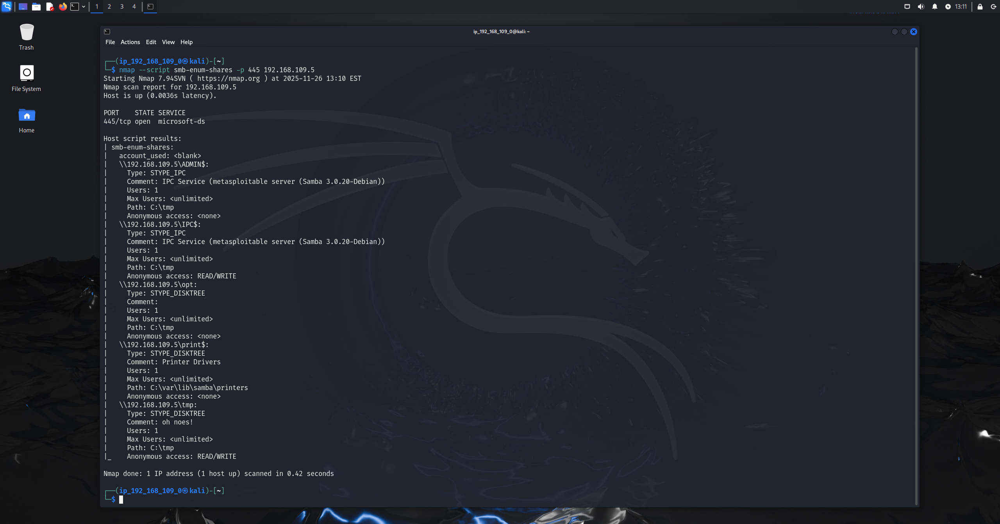 1 2 3 4
13:11
Trash
File System
Home
ip_192_168_109_0@kali: ~
File Actions Edit View Help
┌──(ip_192_168_109_0㉿kali)-[~]
└─$ nmap --script smb-enum-shares -p 445 192.168.109.5
Starting Nmap 7.94SVN ( https://nmap.org ) at 2025-11-26 13:10 EST
Nmap scan report for 192.168.109.5
Host is up (0.0036s latency).
PORT    STATE SERVICE
445/tcp open  microsoft-ds
Host script results:
| smb-enum-shares:
|   account_used: <blank>
|   \\192.168.109.5\ADMIN$:
|     Type: STYPE_IPC
|     Comment: IPC Service (metasploitable server (Samba 3.0.20-Debian))
|     Users: 1
|     Max Users: <unlimited>
|     Path: C:\tmp
|     Anonymous access: <none>
|   \\192.168.109.5\IPC$:
|     Type: STYPE_IPC
|     Comment: IPC Service (metasploitable server (Samba 3.0.20-Debian))
|     Users: 1
|     Max Users: <unlimited>
|     Path: C:\tmp
|     Anonymous access: READ/WRITE
|   \\192.168.109.5\opt:
|     Type: STYPE_DISKTREE
|     Comment:
|     Users: 1
|     Max Users: <unlimited>
|     Path: C:\tmp
|     Anonymous access: <none>
|   \\192.168.109.5\print$:
|     Type: STYPE_DISKTREE
|     Comment: Printer Drivers
|     Users: 1
|     Max Users: <unlimited>
|     Path: C:\var\lib\samba\printers
|     Anonymous access: <none>
|   \\192.168.109.5\tmp:
|     Type: STYPE_DISKTREE
|     Comment: oh noes!
|     Users: 1
|     Max Users: <unlimited>
|     Path: C:\tmp
|_    Anonymous access: READ/WRITE
Nmap done: 1 IP address (1 host up) scanned in 0.42 seconds
┌──(ip_192_168_109_0㉿kali)-[~]
└─$